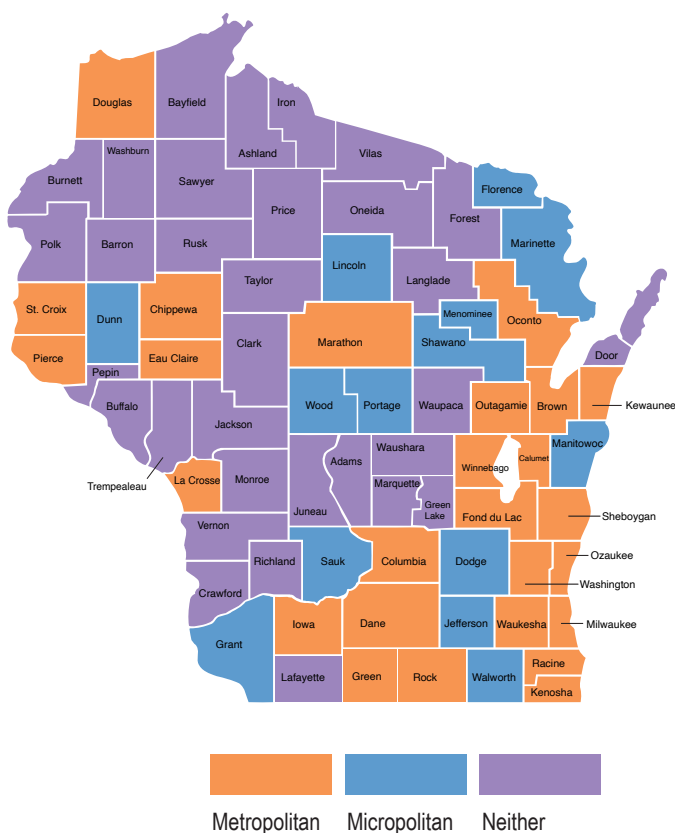 Douglas
Bayfield
Iron
Ashland
Vilas
Washburn
Burnett
Sawyer
Price
Oneida
Florence
Forest
Marinette
Polk
Barron
Rusk
Lincoln
Langlade
Taylor
St. Croix
Dunn
Chippewa
Menominee
Oconto
Marathon
Shawano
Clark
Pierce
Eau Claire
Door
Pepin
Buffalo
Wood
Portage
Waupaca
Outagamie
Brown
Kewaunee
Jackson
Waushara
Manitowoc
Adams
Winnebago
Calumet
Trempealeau
La Crosse
Monroe
Marquette
Juneau
Green
Lake
Fond du Lac
Sheboygan
Vernon
Richland
Sauk
Columbia
Dodge
Ozaukee
Washington
Crawford
Iowa
Dane
Jefferson
Waukesha
Milwaukee
Grant
Lafayette
Green
Rock
Walworth
Racine
Kenosha
Metropolitan
Micropolitan
Neither